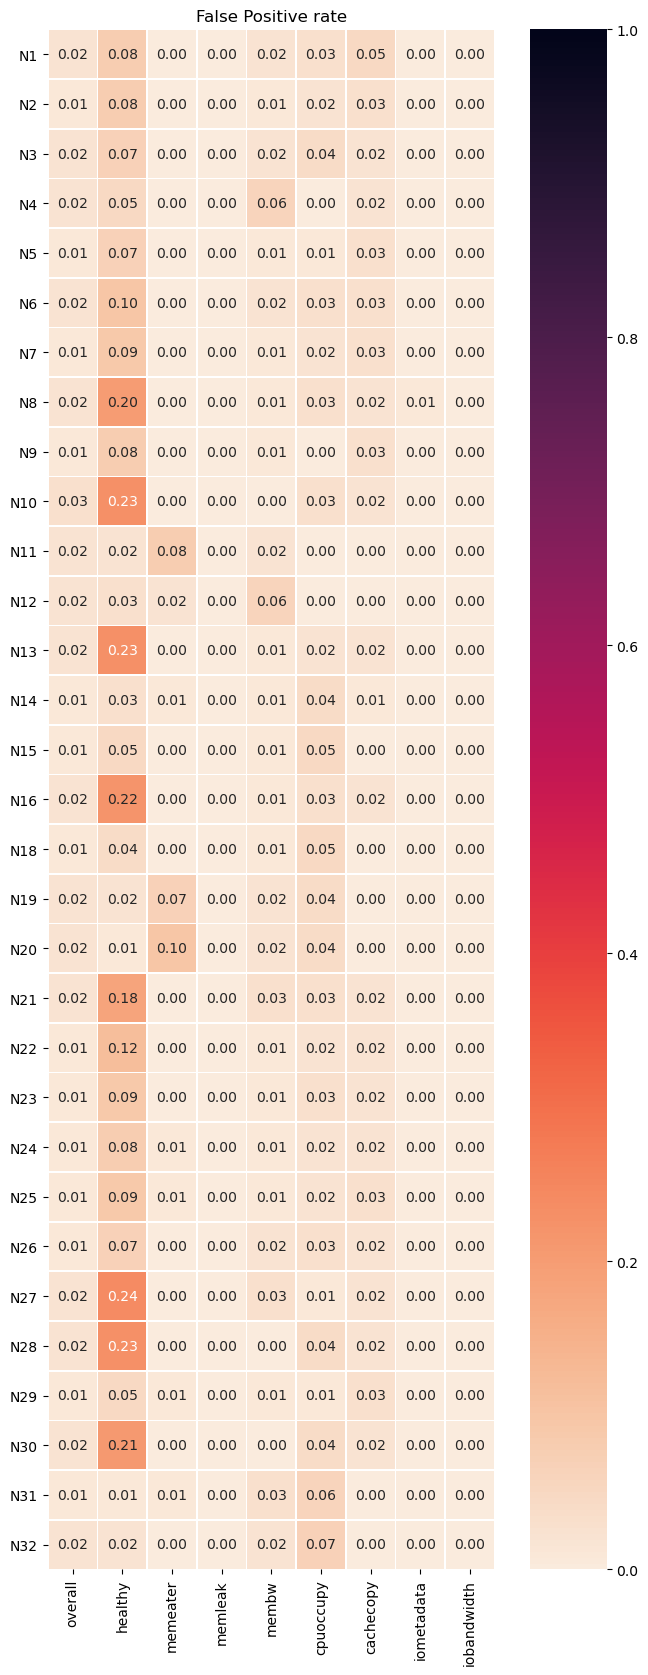 False Positive rate
N1 0.02 0.08 0.00 0.00 0.02 0.03 0.05 0.00 0.00
N2 0.01 0.08 0.00 0.00 0.01 0.02 0.03 0.00 0.00
N3 0.02 0.07 0.00 0.00 0.02 0.04 0.02 0.00 0.00
N4 0.02 0.05 0.00 0.00 0.06 0.00 0.02 0.00 0.00
N5 0.01 0.07 0.00 0.00 0.01 0.01 0.03 0.00 0.00
N6 0.02 0.10 0.00 0.00 0.02 0.03 0.03 0.00 0.00
N7 0.01 0.09 0.00 0.00 0.01 0.02 0.03 0.00 0.00
N8 0.02 0.20 0.00 0.00 0.01 0.03 0.02 0.01 0.00
N9 0.01 0.08 0.00 0.00 0.01 0.00 0.03 0.00 0.00
N10 0.03 0.23 0.00 0.00 0.00 0.03 0.02 0.00 0.00
N11 0.02 0.02 0.08 0.00 0.02 0.00 0.00 0.00 0.00
N12 0.02 0.03 0.02 0.00 0.06 0.00 0.00 0.00 0.00
N13 0.02 0.23 0.00 0.00 0.01 0.02 0.02 0.00 0.00
N14 0.01 0.03 0.01 0.00 0.01 0.04 0.01 0.00 0.00
N15 0.01 0.05 0.00 0.00 0.01 0.05 0.00 0.00 0.00
N16 0.02 0.22 0.00 0.00 0.01 0.03 0.02 0.00 0.00
N18 0.01 0.04 0.00 0.00 0.01 0.05 0.00 0.00 0.00
N19 0.02 0.02 0.07 0.00 0.02 0.04 0.00 0.00 0.00
N20 0.02 0.01 0.10 0.00 0.02 0.04 0.00 0.00 0.00
N21 0.02 0.18 0.00 0.00 0.03 0.03 0.02 0.00 0.00
N22 0.01 0.12 0.00 0.00 0.01 0.02 0.02 0.00 0.00
N23 0.01 0.09 0.00 0.00 0.01 0.03 0.02 0.00 0.00
N24 0.01 0.08 0.01 0.00 0.01 0.02 0.02 0.00 0.00
N25 0.01 0.09 0.01 0.00 0.01 0.02 0.03 0.00 0.00
N26 0.01 0.07 0.00 0.00 0.02 0.03 0.02 0.00 0.00
N27 0.02 0.24 0.00 0.00 0.03 0.01 0.02 0.00 0.00
N28 0.02 0.23 0.00 0.00 0.00 0.04 0.02 0.00 0.00
N29 0.01 0.05 0.01 0.00 0.01 0.01 0.03 0.00 0.00
N30 0.02 0.21 0.00 0.00 0.00 0.04 0.02 0.00 0.00
N31 0.01 0.01 0.01 0.00 0.03 0.06 0.00 0.00 0.00
N32 0.02 0.02 0.00 0.00 0.02 0.07 0.00 0.00 0.00
overall healthy memeater memleak membw cpuoccupy cachecopy iometadata iobandwidth
1.0
0.8
0.6
0.4
0.2
0.0